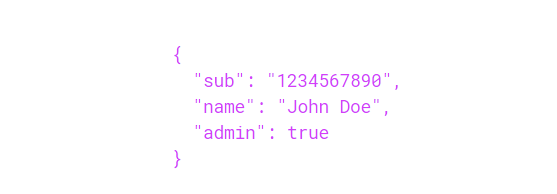 {
  "sub": "1234567890",
  "name": "John Doe",
  "admin": true
}